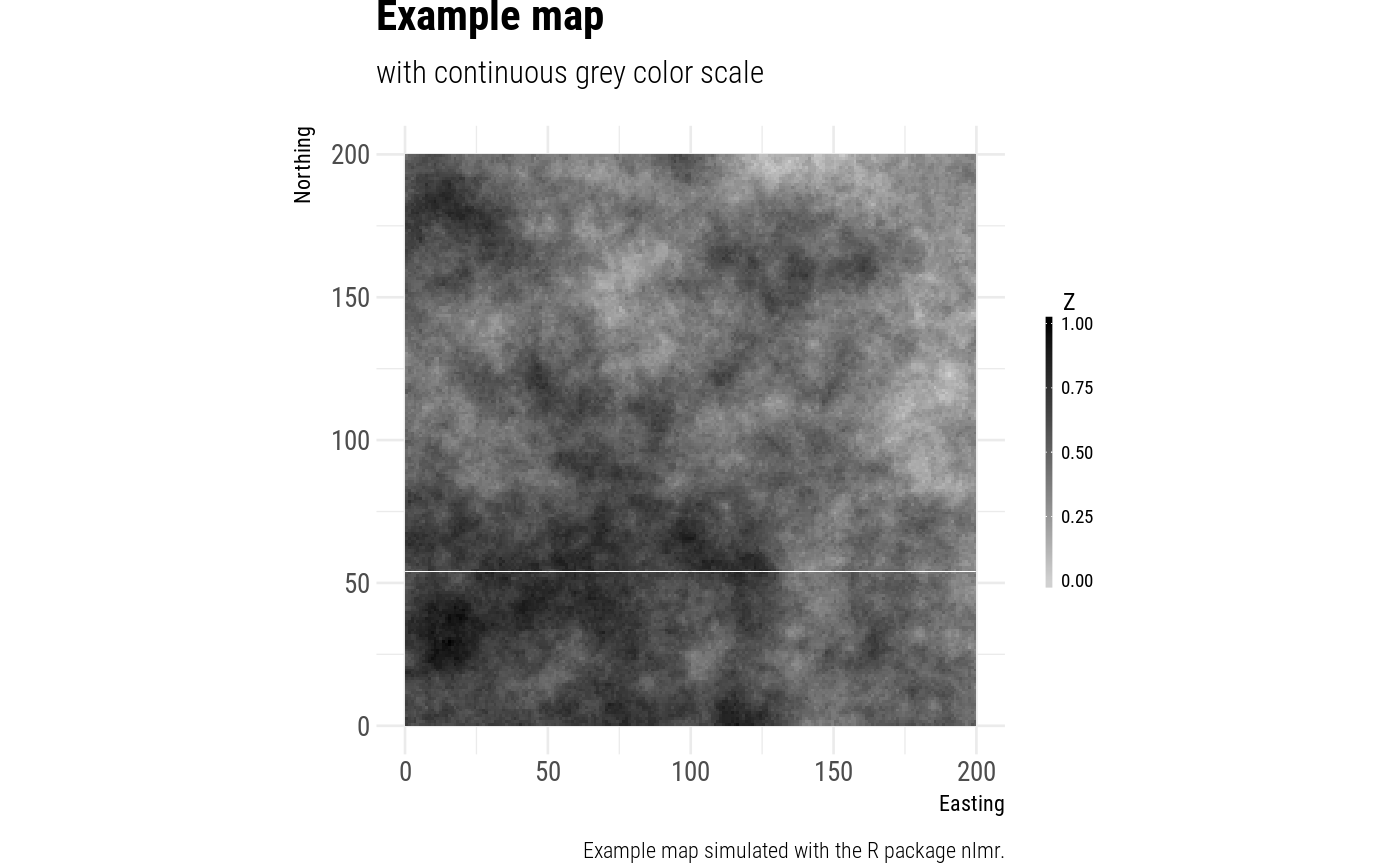 Example map
with continuous grey color scale
Northing
200
150
100
50
0
0 50 100 150 200
Easting
Z
1.00
0.75
0.50
0.25
0.00
Example map simulated with the R package nlmr.